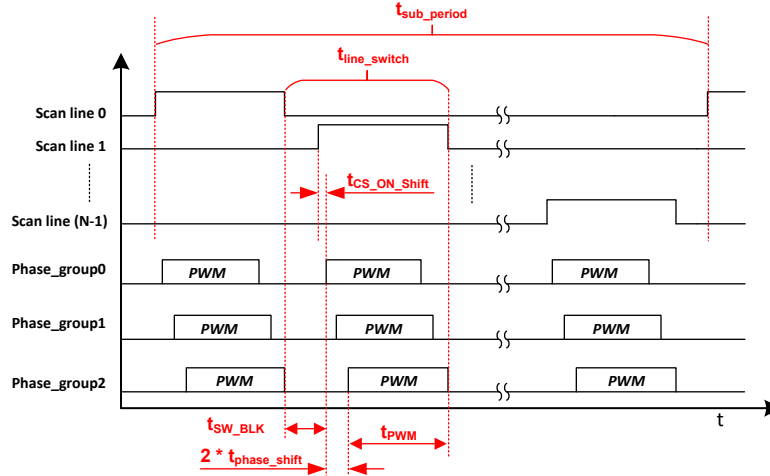 tsub_period
tline_switch
Scan line 0
Scan line 1
tCS_ON_Shift
Scan line (N-1)
Phase_group0
PWM
PWM
PWM
Phase_group1
PWM
PWM
PWM
Phase_group2
PWM
PWM
PWM
t
tSW_BLK
tPWM
2 * tphase_shift